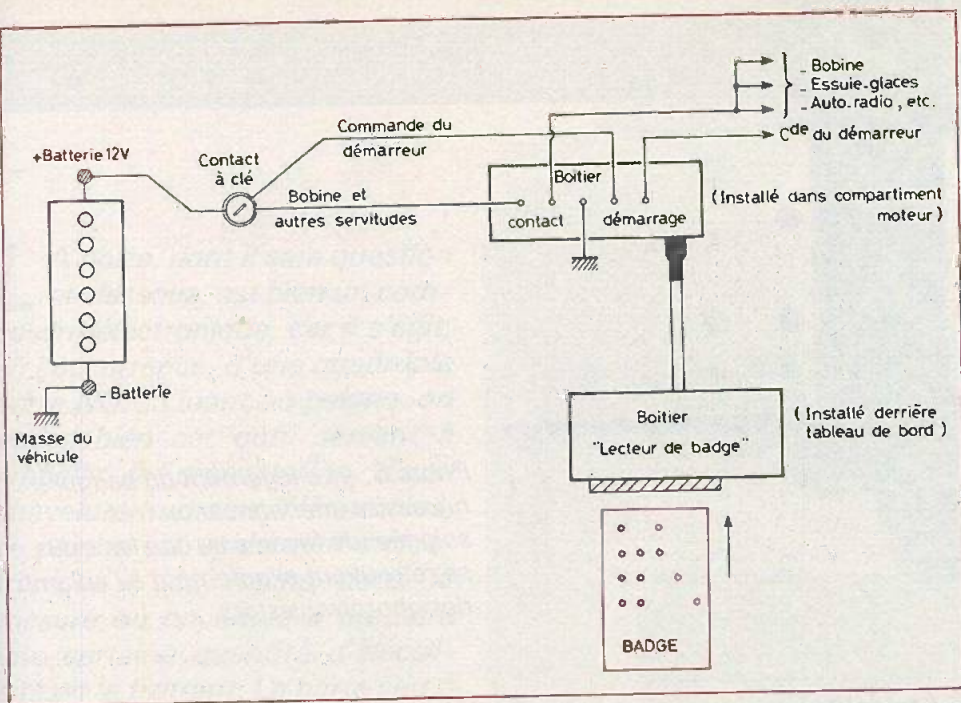 _ Bobine
_ Essuie-glaces
_ Auto.radio, etc.
Cde du démarreur
Commande du
démarreur
+Batterie 12V
Contact
à clé
Bobine et
autres servitudes
Boitier
contact
démarrage
(Installé dans compartiment
moteur)
_ Batterie
Masse du
véhicule
Boitier
"Lecteur de badge"
(Installé derrière
tableau de bord)
BADGE